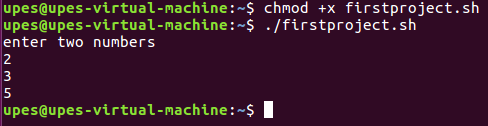 upes@upes-virtual-machine:~$ chmod +x firstproject.sh
upes@upes-virtual-machine:~$ ./firstproject.sh
enter two numbers
2
3
5
upes@upes-virtual-machine:~$